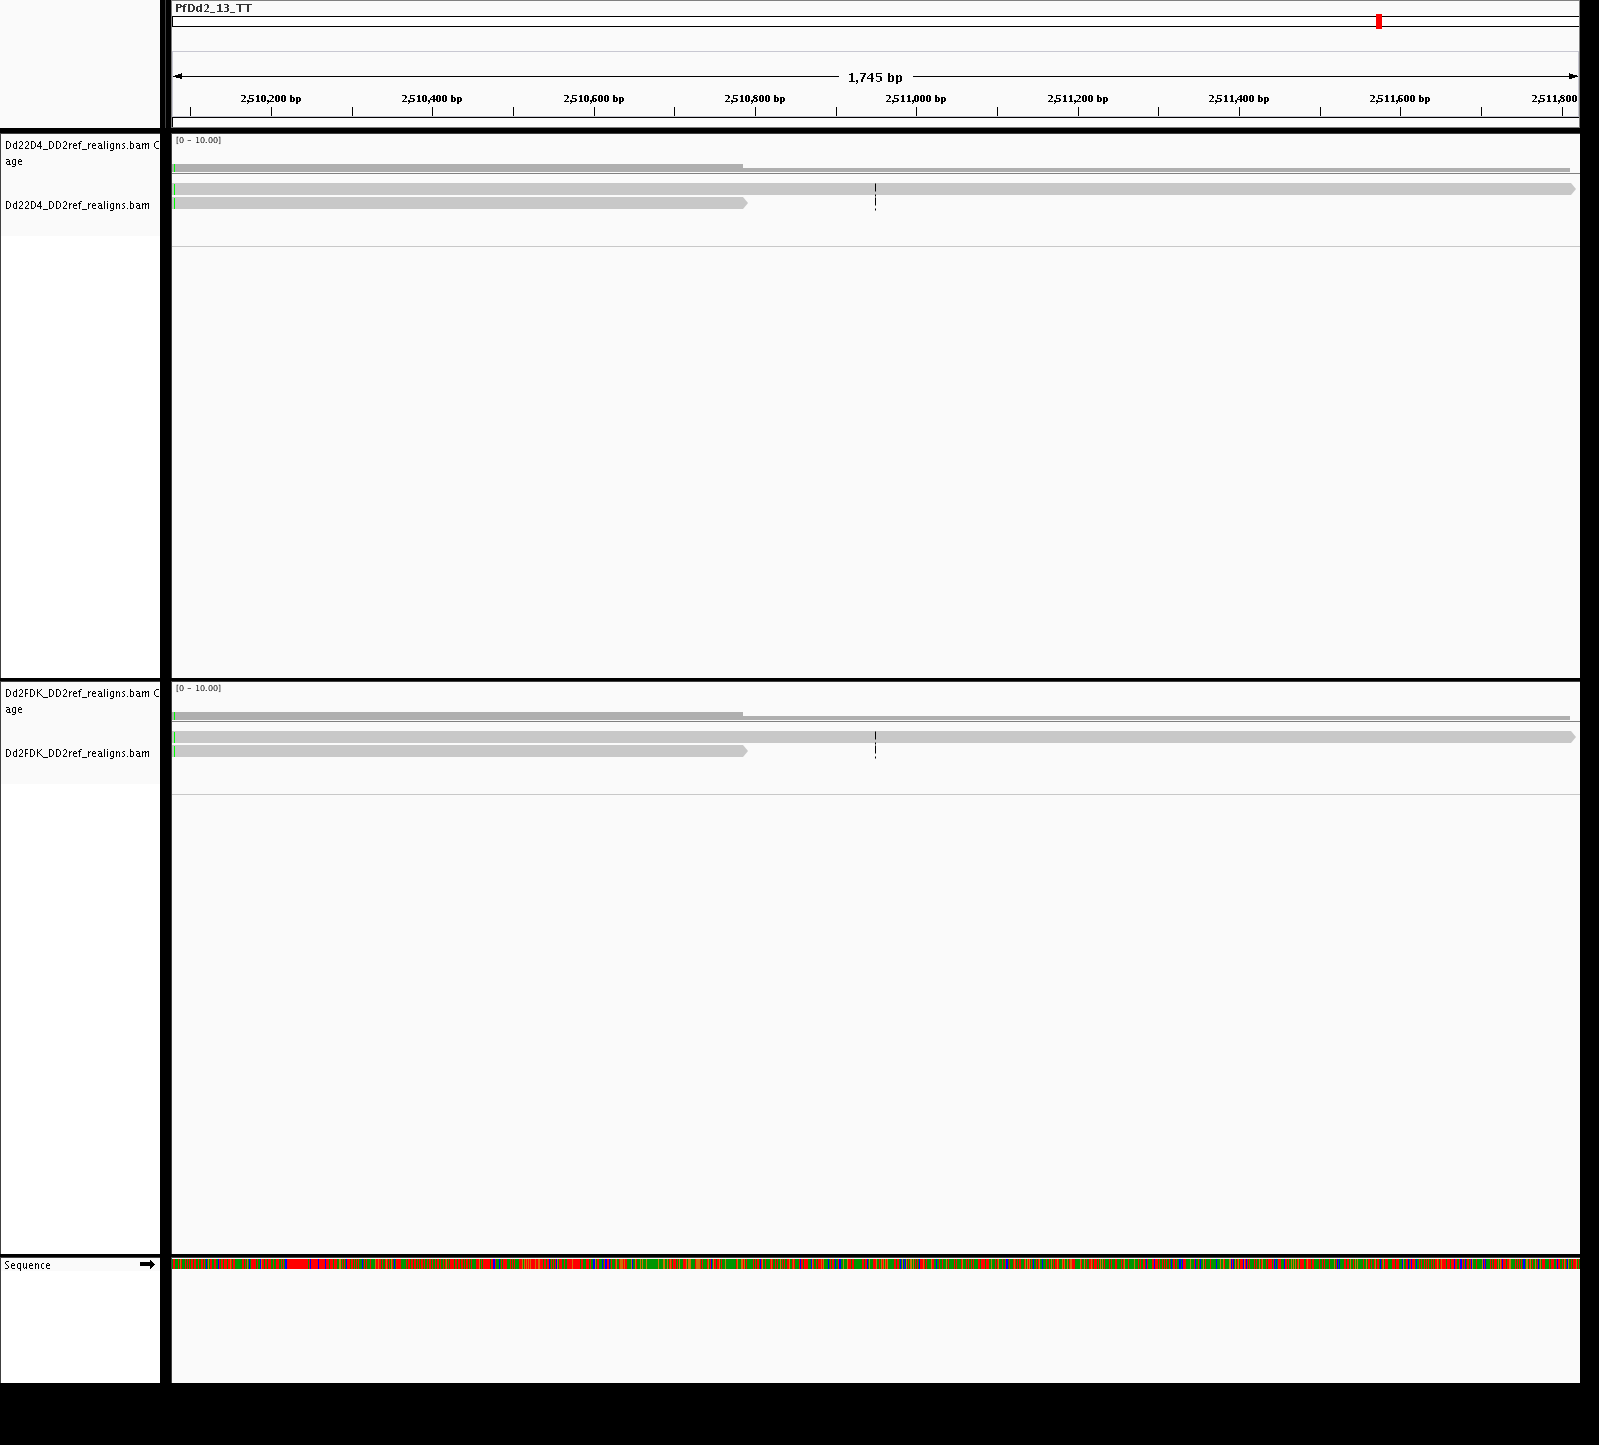 PfDd2_13_TT
1,745 bp
2,510,200 bp 2,510,400 bp 2,510,600 bp 2,510,800 bp 2,511,000 bp 2,511,200 bp 2,511,400 bp 2,511,600 bp 2,511,800
Dd22D4_DD2ref_realigns.bam C
age
[0 - 10.00]
Dd22D4_DD2ref_realigns.bam
Dd2FDK_DD2ref_realigns.bam C
age
[0 - 10.00]
Dd2FDK_DD2ref_realigns.bam
Sequence